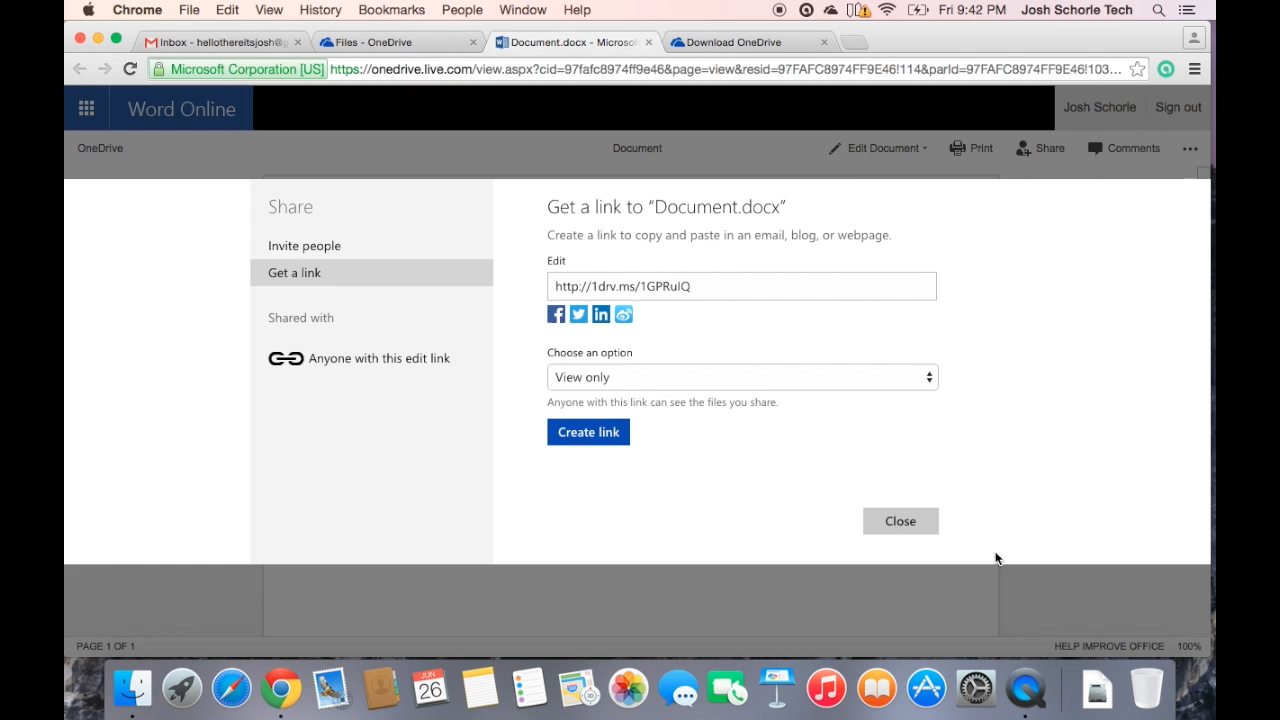 Chrome File Edit View History Bookmarks People Window Help Fri 9:42 PM Josh Schorle Tech
Inbox - hellothereitsjosh@g Files - OneDrive Document.docx - Microsof Download OneDrive
Microsoft Corporation [US] https://onedrive.live.com/view.aspx?cid=97fafc8974ff9e46&page=view&resid=97FAFC8974FF9E46!114&parId=97FAFC8974FF9E46!103...
Word Online Josh Schorle Sign out
OneDrive Document Edit Document Print Share Comments
Share
Invite people
Get a link
Shared with
Anyone with this edit link
Get a link to “Document.docx”
Create a link to copy and paste in an email, blog, or webpage.
Edit
http://1drv.ms/1GPRulQ
Choose an option
View only
Anyone with this link can see the files you share.
Create link
Close
PAGE 1 OF 1 HELP IMPROVE OFFICE 100%
JUN
26